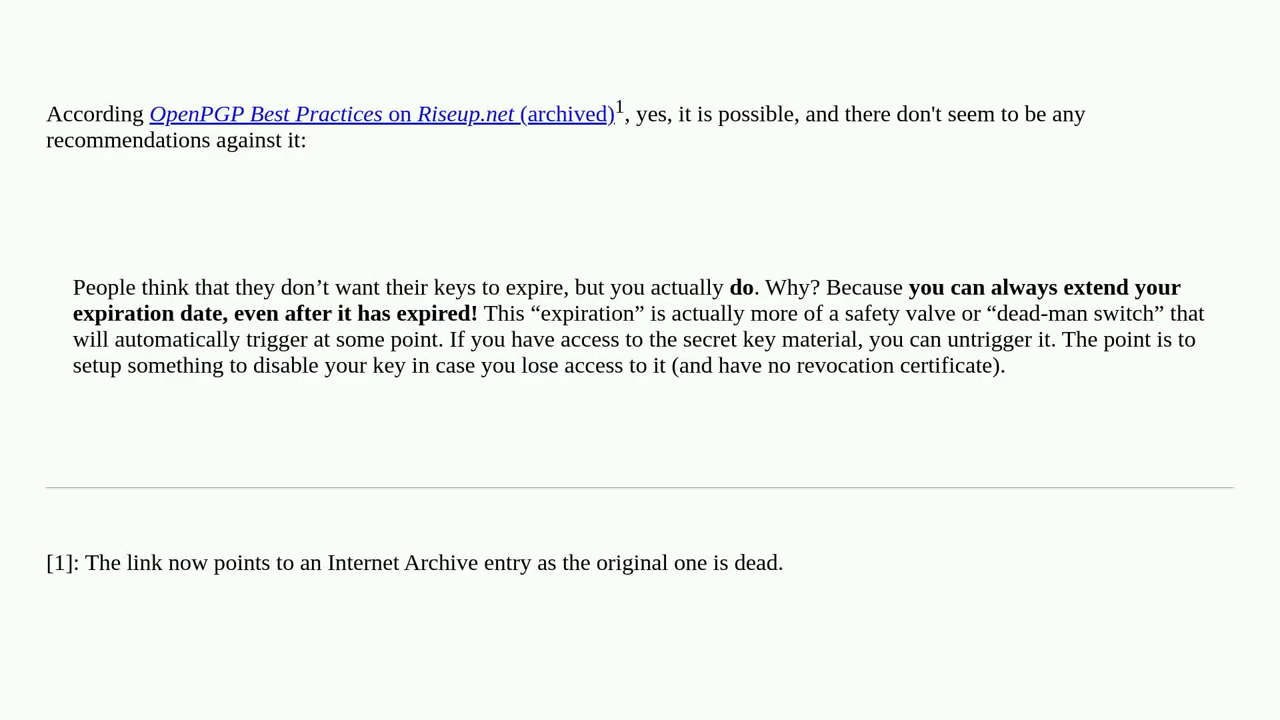 According OpenPGP Best Practices on Riseup.net (archived)1, yes, it is possible, and there don't seem to be any
recommendations against it:
People think that they don’t want their keys to expire, but you actually do. Why? Because you can always extend your
expiration date, even after it has expired! This “expiration” is actually more of a safety valve or “dead-man switch” that
will automatically trigger at some point. If you have access to the secret key material, you can untrigger it. The point is to
setup something to disable your key in case you lose access to it (and have no revocation certificate).
[1]: The link now points to an Internet Archive entry as the original one is dead.